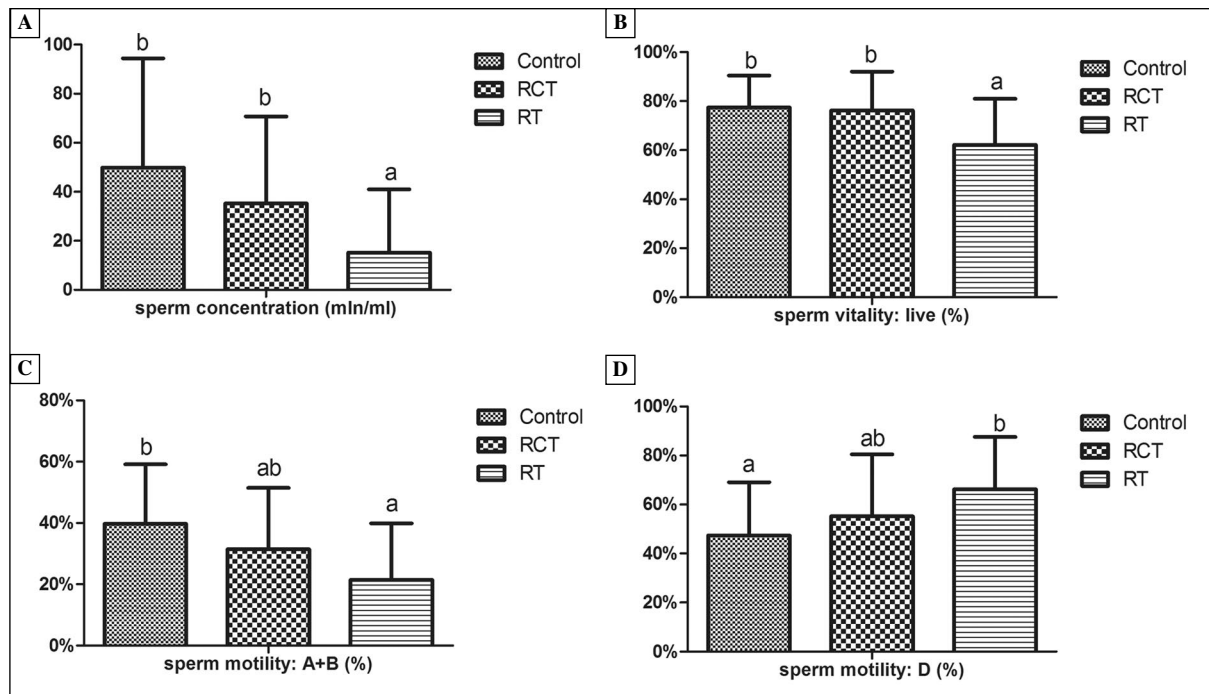 A
b
b
a
100
80
60
40
20
0
sperm concentration (mln/ml)
Control
RCT
RT
B
b
b
a
100%
80%
60%
40%
20%
0%
sperm vitality: live (%)
Control
RCT
RT
C
b
ab
a
80%
60%
40%
20%
0%
sperm motility: A+B (%)
Control
RCT
RT
D
a
ab
b
100%
80%
60%
40%
20%
0%
sperm motility: D (%)
Control
RCT
RT